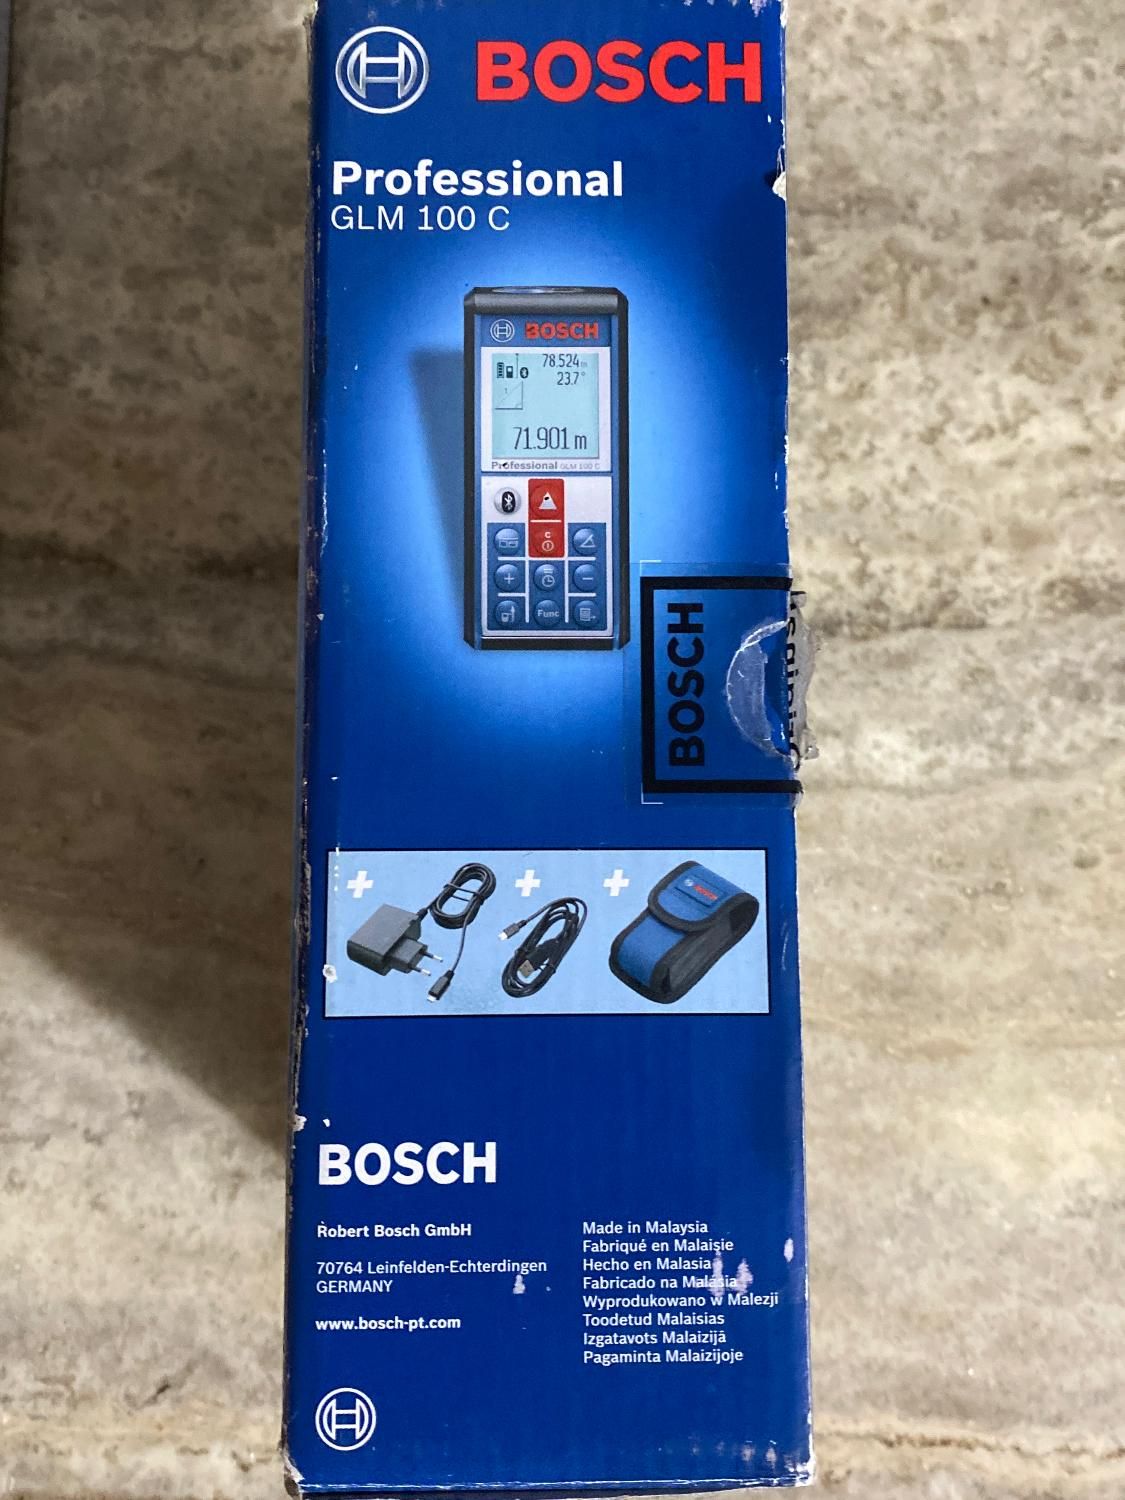 BOSCH
Professional
GLM 100 C
BOSCH
78.524 m
23.7°
71.901 m
Professional GLM 100 C
C
+
−
Func
BOSCH
BOSCH
BOSCH
Robert Bosch GmbH
70764 Leinfelden-Echterdingen
GERMANY
www.bosch-pt.com
Made in Malaysia
Fabriqué en Malaisie
Hecho en Malasia
Fabricado na Malásia
Wyprodukowano w Malezji
Toodetud Malaisias
Izgatavots Malaizijā
Pagaminta Malaizijoje